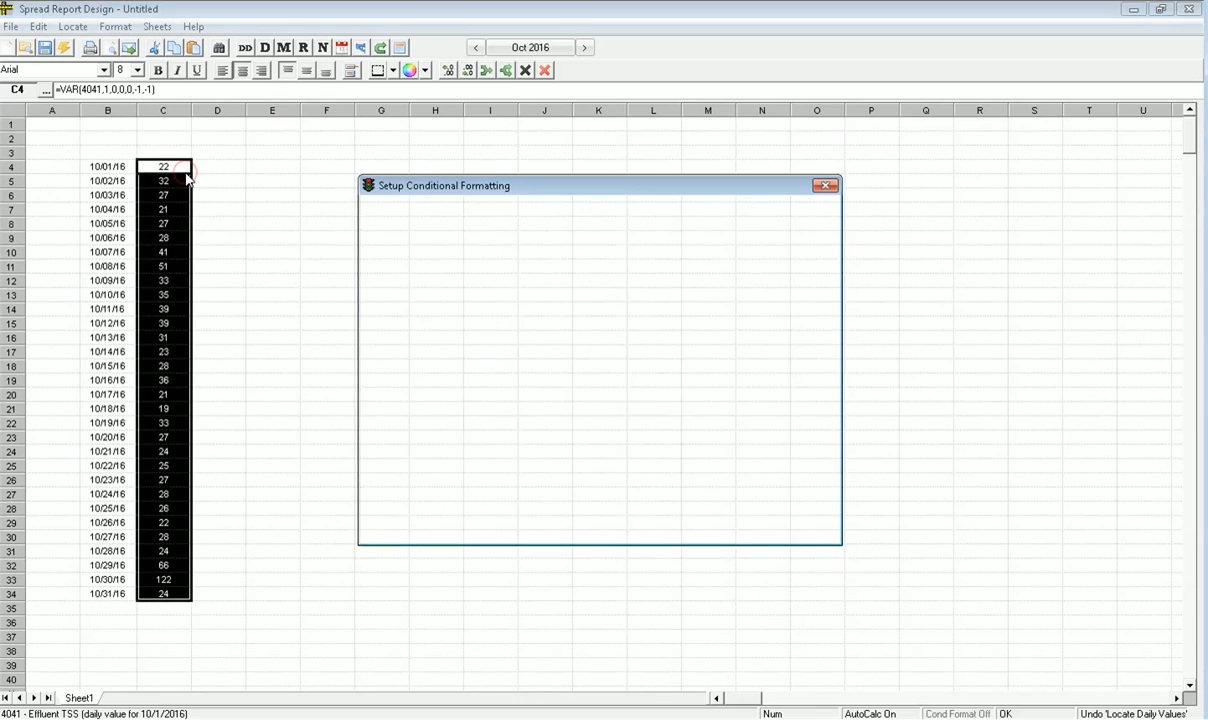 Spread Report Design - Untitled
File Edit Locate Format Sheets Help
DD D M R N < Oct 2016 >
Arial 8 B I U
C4 ... =VAR(4041,1,0,0,0,-1,-1)
A B C D E F G H I J K L M N O P Q R S T U
1
2
3
4 10/01/16 22
5 10/02/16 32
6 10/03/16 27
7 10/04/16 21
8 10/05/16 27
9 10/06/16 28
10 10/07/16 41
11 10/08/16 51
12 10/09/16 33
13 10/10/16 35
14 10/11/16 39
15 10/12/16 39
16 10/13/16 31
17 10/14/16 23
18 10/15/16 28
19 10/16/16 36
20 10/17/16 21
21 10/18/16 19
22 10/19/16 33
23 10/20/16 27
24 10/21/16 24
25 10/22/16 25
26 10/23/16 27
27 10/24/16 28
28 10/25/16 26
29 10/26/16 22
30 10/27/16 28
31 10/28/16 24
32 10/29/16 66
33 10/30/16 122
34 10/31/16 24
35
36
37
38
39
40
Setup Conditional Formatting
Sheet1
4041 - Effluent TSS (daily value for 10/1/2016) Num AutoCalc On Cond Format Off OK Undo 'Locate Daily Values'